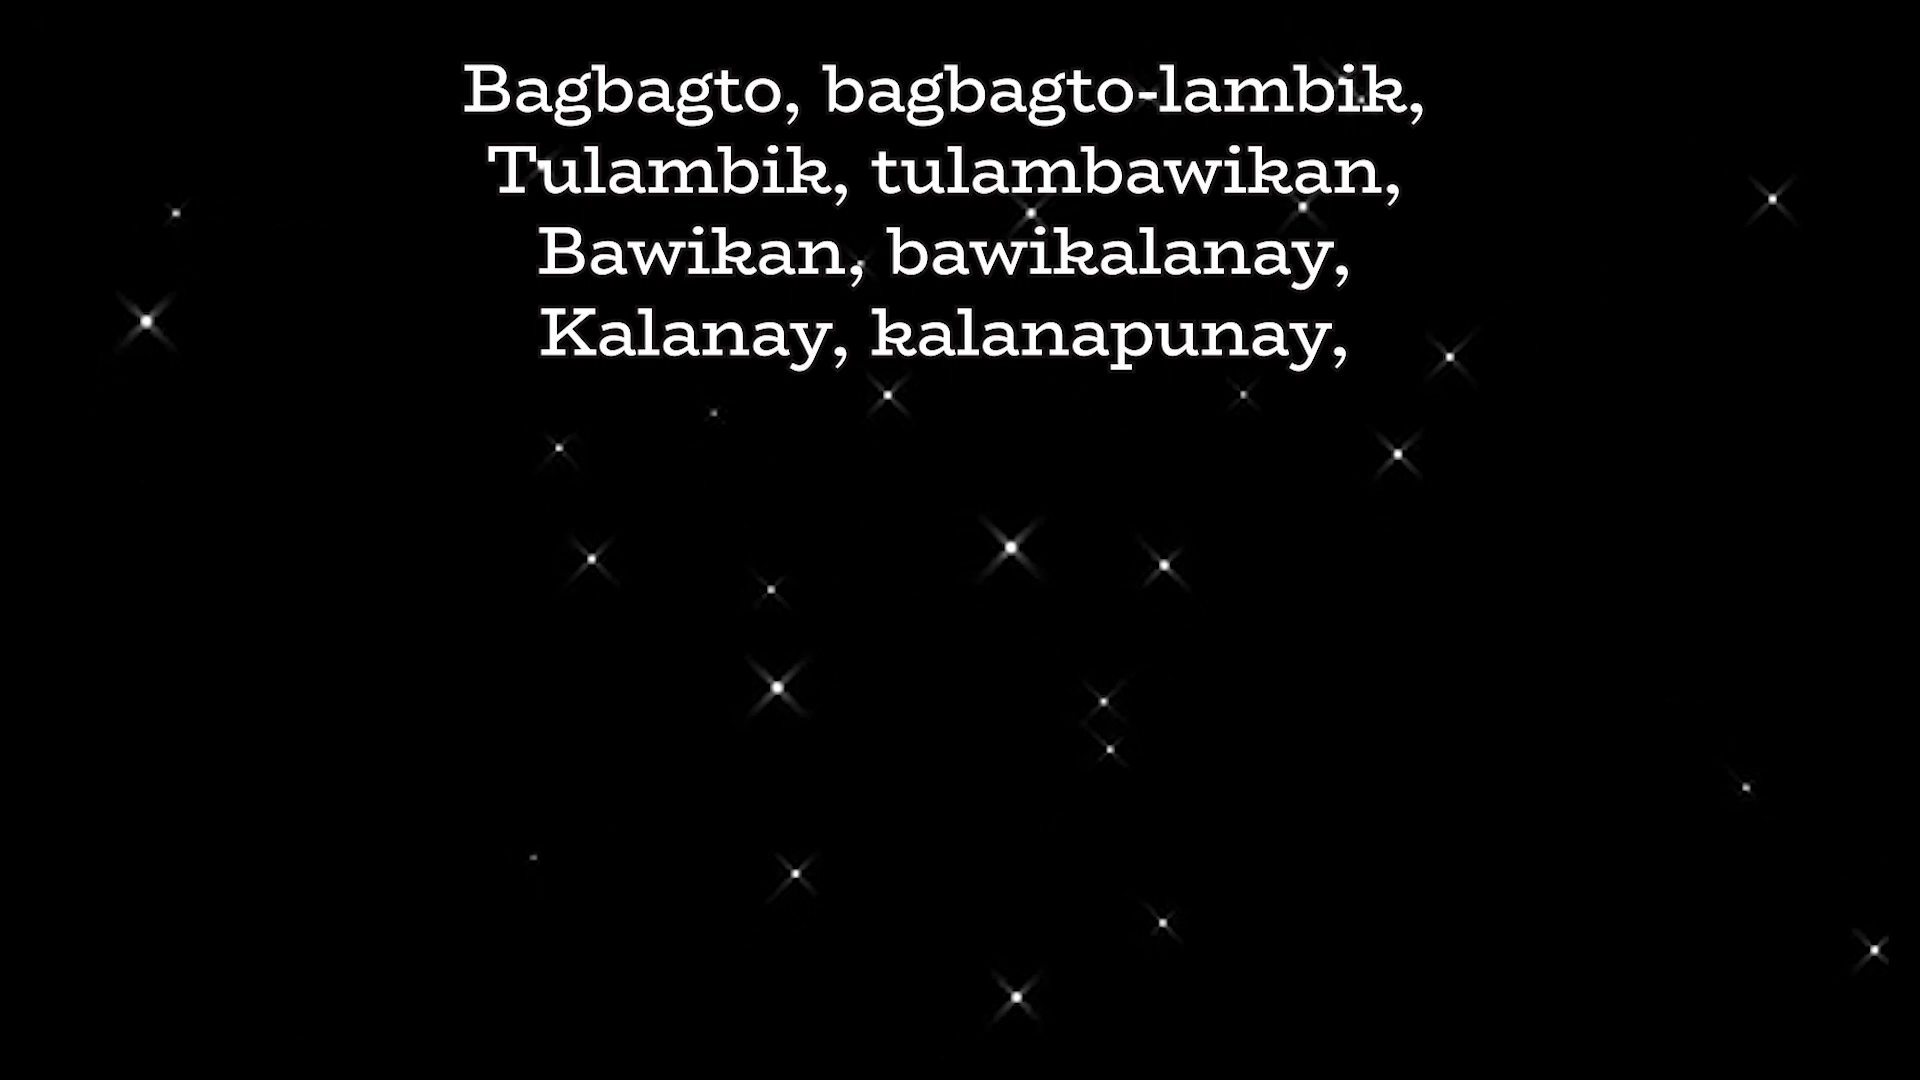 Bagbagto, bagbagto-lambik,
Tulambik, tulambawikan,
Bawikan, bawikalanay,
Kalanay, kalanapunay,